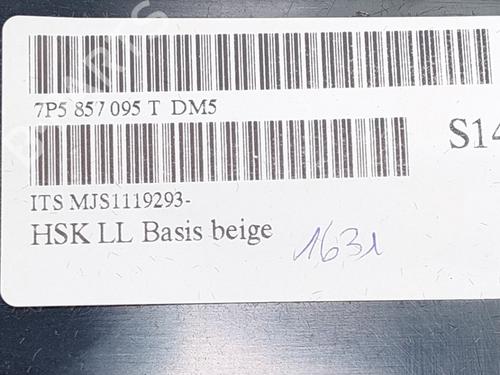 7P5 857 095 T DM5
S14
ITS MJS1119293-
HSK LL Basis beige
1631